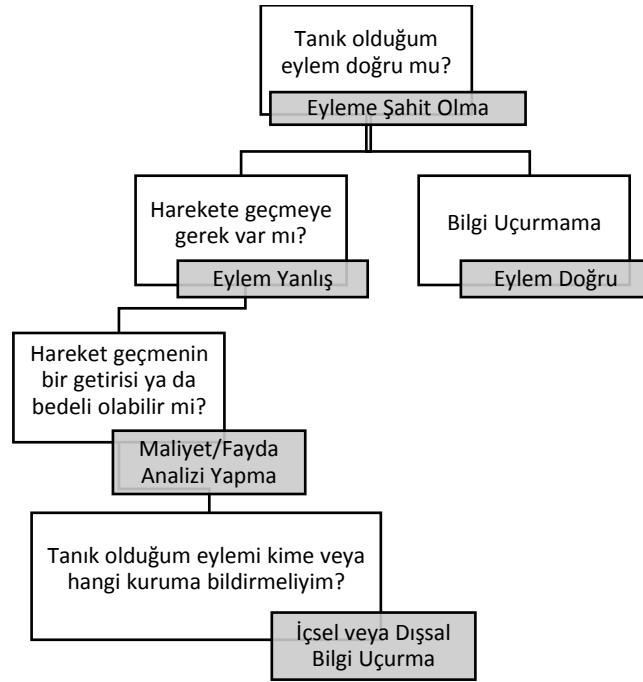 Tanık olduğum
eylem doğru mu?
Eyleme Şahit Olma
Harekete geçmeye
gerek var mı?
Eylem Yanlış
Bilgi Uçurmama
Eylem Doğru
Hareket geçmenin
bir getirisi ya da
bedeli olabilir mi?
Maliyet/Fayda
Analizi Yapma
Tanık olduğum eylemi kime veya
hangi kuruma bildirmeliyim?
İçsel veya Dışsal
Bilgi Uçurma